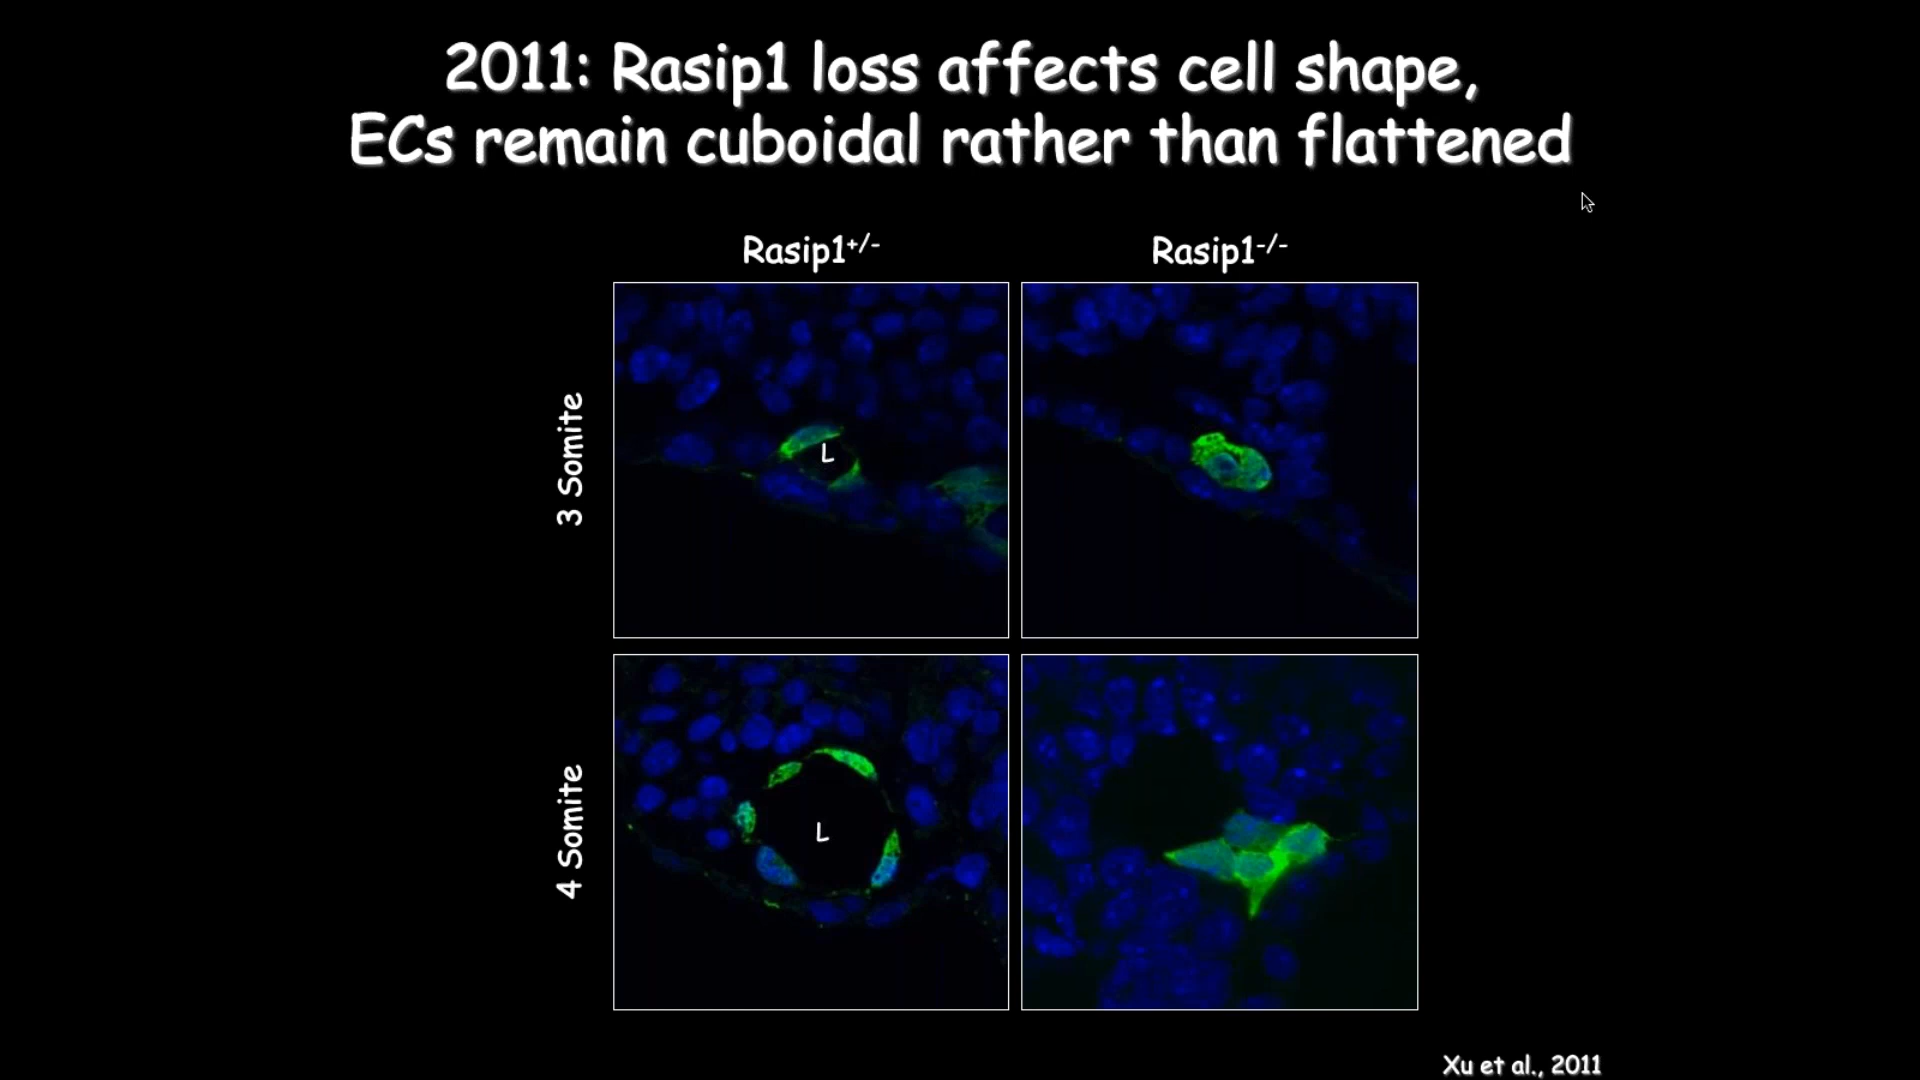 2011: Rasip1 loss affects cell shape,
ECs remain cuboidal rather than flattened
Rasip1+/-
Rasip1-/-
3 Somite
L
4 Somite
L
Xu et al., 2011